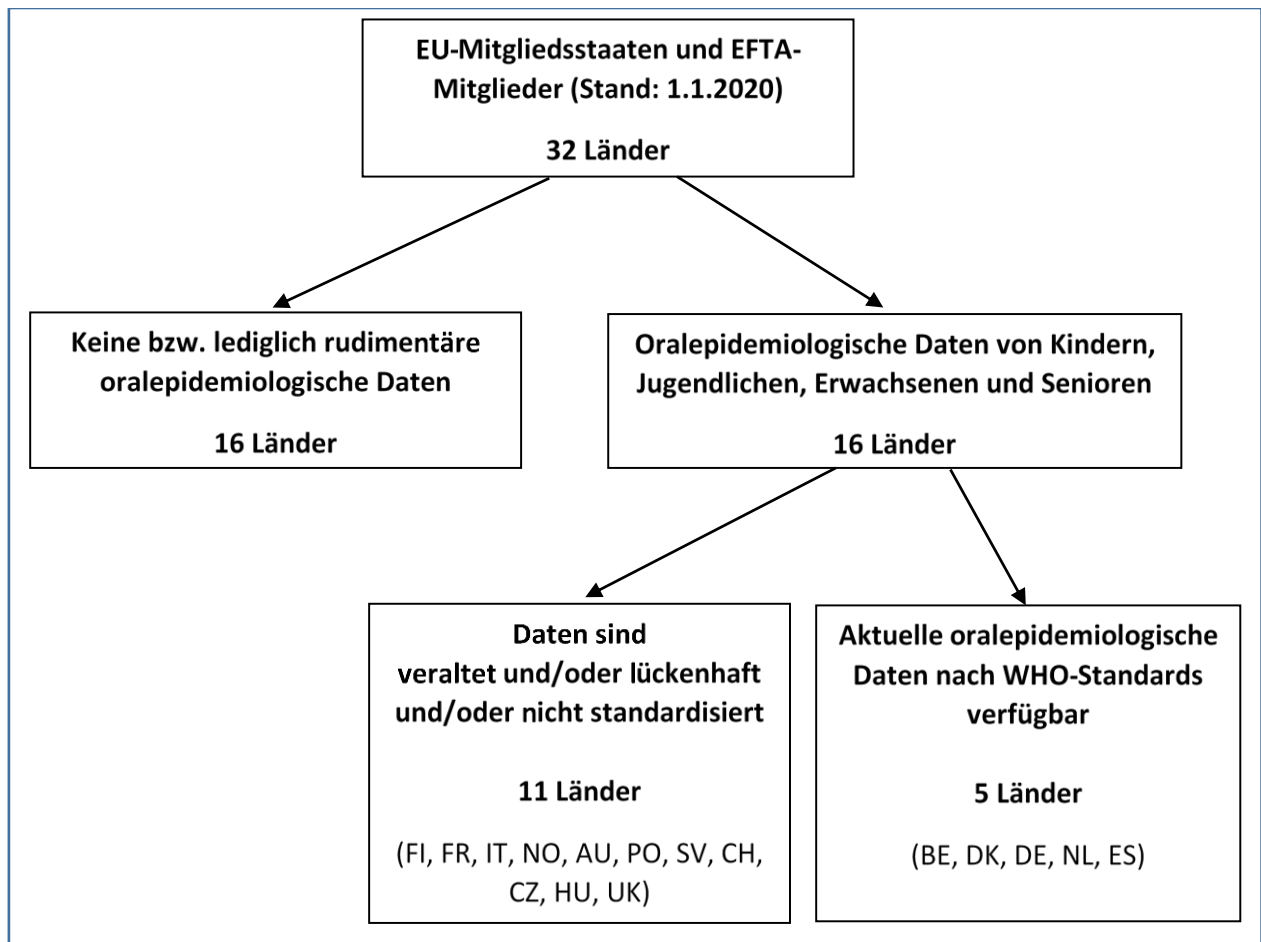 EU-Mitgliedsstaaten und EFTA-
Mitglieder (Stand: 1.1.2020)
32 Länder
Keine bzw. lediglich rudimentäre
oralepidemiologische Daten
16 Länder
Oralepidemiologische Daten von Kindern,
Jugendlichen, Erwachsenen und Senioren
16 Länder
Daten sind
veraltet und/oder lückenhaft
und/oder nicht standardisiert
11 Länder
(FI, FR, IT, NO, AU, PO, SV, CH,
CZ, HU, UK)
Aktuelle oralepidemiologische
Daten nach WHO-Standards
verfügbar
5 Länder
(BE, DK, DE, NL, ES)